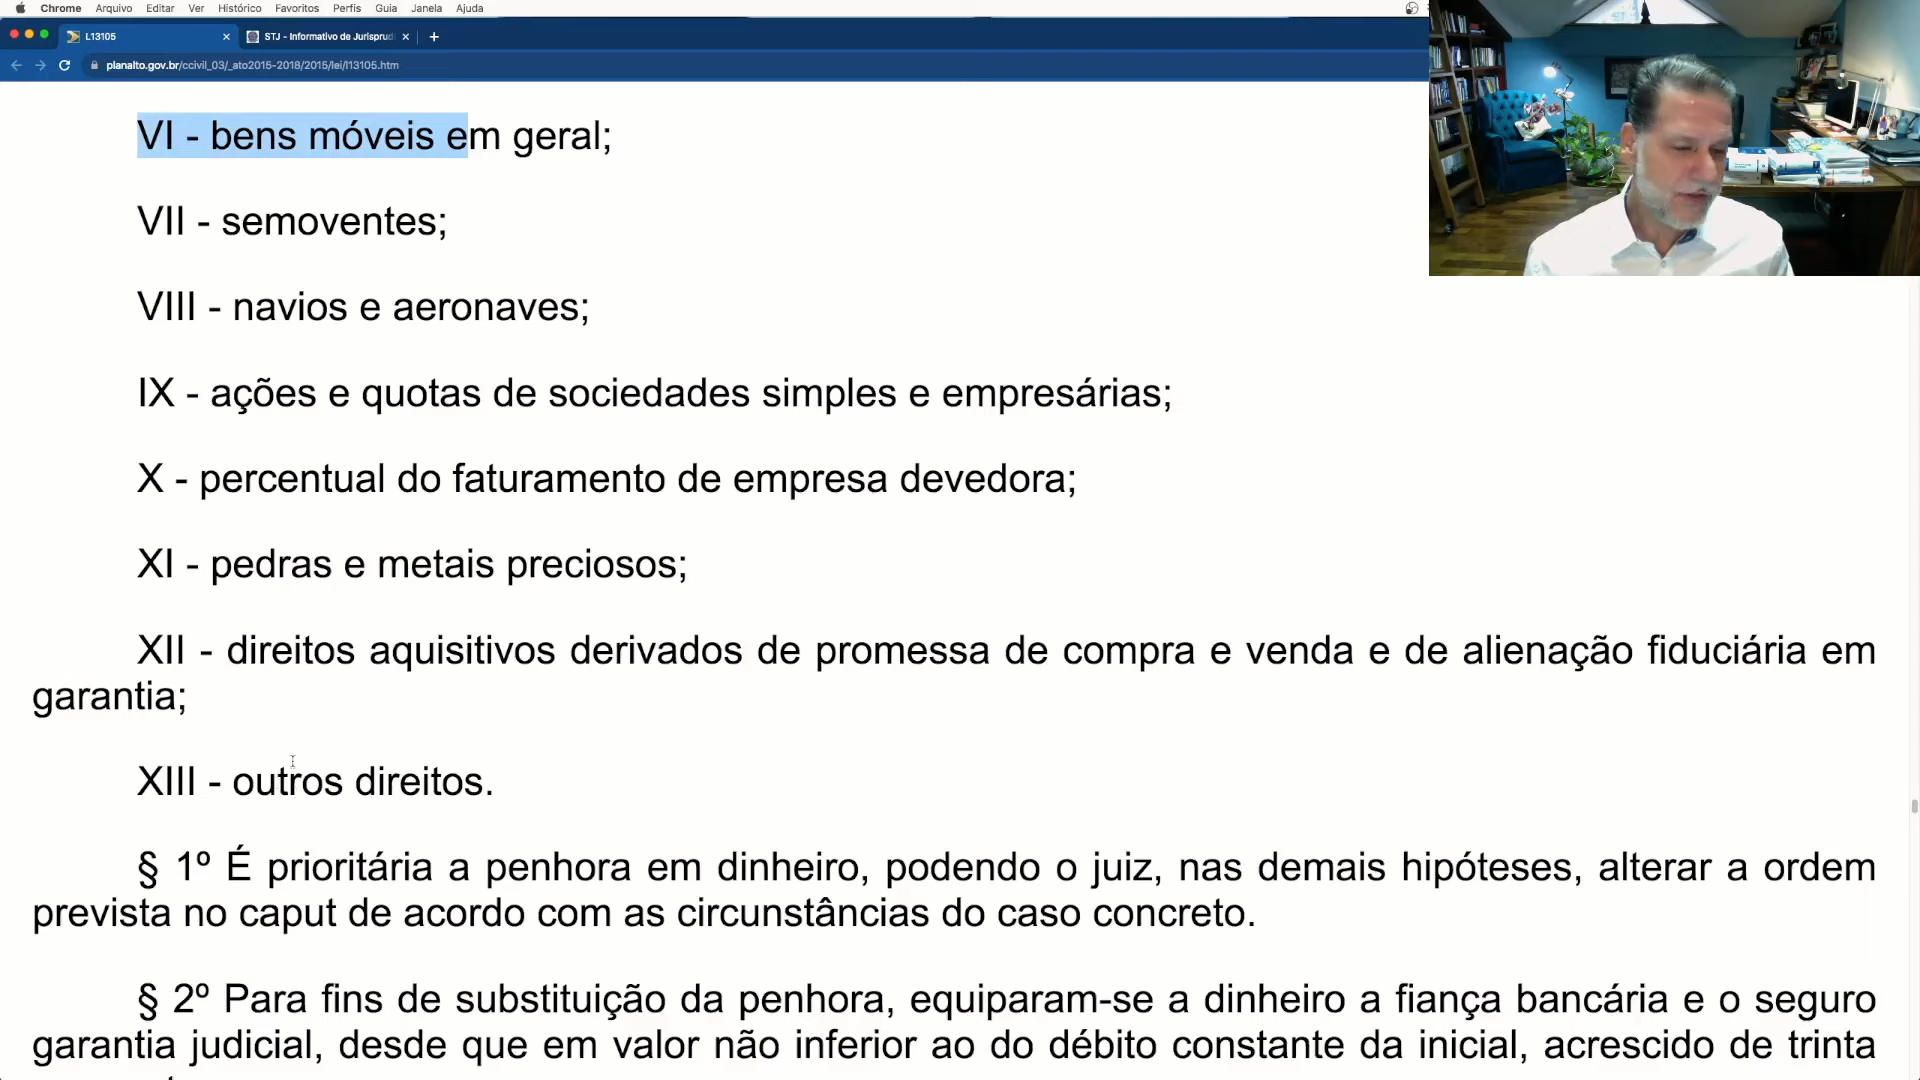 Chrome Arquivo Editar Ver Histórico Favoritos Perfis Guia Janela Ajuda
L13105 STJ - Informativo de Jurisprud
planalto.gov.br/ccivil_03/_ato2015-2018/2015/lei/l13105.htm
VI - bens móveis em geral;
VII - semoventes;
VIII - navios e aeronaves;
IX - ações e quotas de sociedades simples e empresárias;
X - percentual do faturamento de empresa devedora;
XI - pedras e metais preciosos;
XII - direitos aquisitivos derivados de promessa de compra e venda e de alienação fiduciária em
garantia;
XIII - outros direitos.
§ 1º É prioritária a penhora em dinheiro, podendo o juiz, nas demais hipóteses, alterar a ordem
prevista no caput de acordo com as circunstâncias do caso concreto.
§ 2º Para fins de substituição da penhora, equiparam-se a dinheiro a fiança bancária e o seguro
garantia judicial, desde que em valor não inferior ao do débito constante da inicial, acrescido de trinta